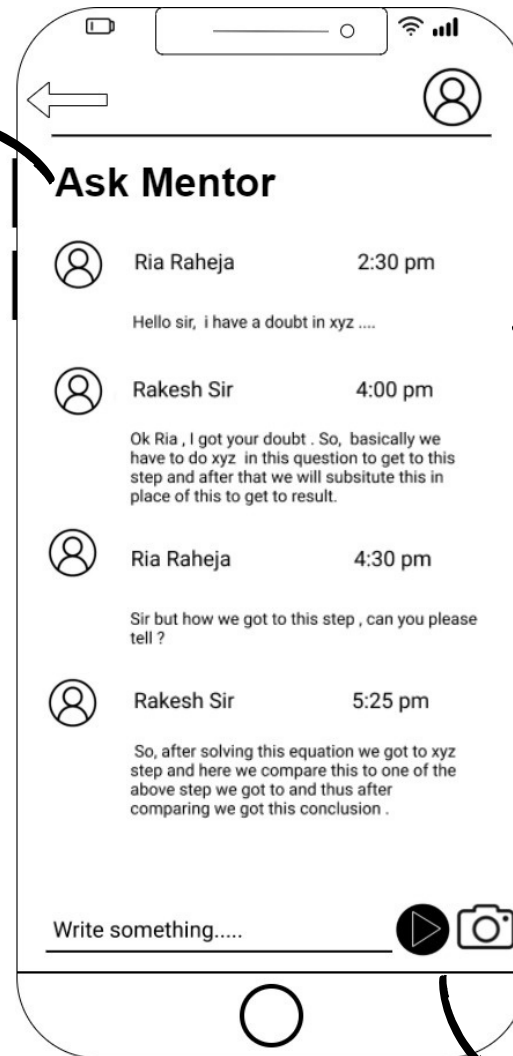 Ask Mentor
Ria Raheja 2:30 pm
Hello sir, i have a doubt in xyz ....
Rakesh Sir 4:00 pm
Ok Ria , I got your doubt . So, basically we
have to do xyz in this question to get to this
step and after that we will subsitute this in
place of this to get to result.
Ria Raheja 4:30 pm
Sir but how we got to this step , can you please
tell ?
Rakesh Sir 5:25 pm
So, after solving this equation we got to xyz
step and here we compare this to one of the
above step we got to and thus after
comparing we got this conclusion .
Write something.....